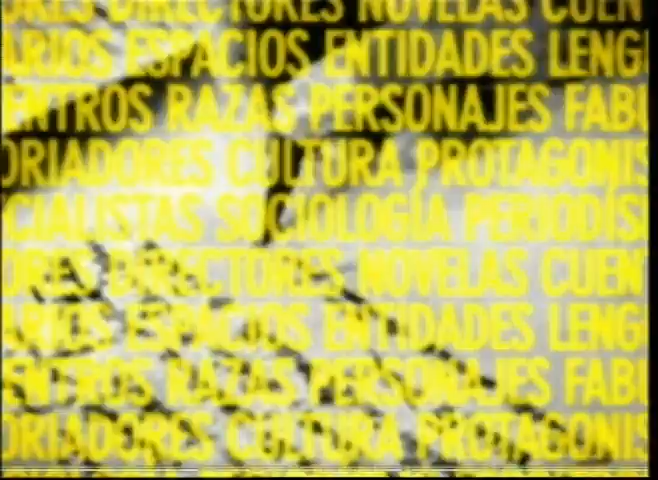 ORES DIRECTORES NOVELAS CUEN
ARIOS ESPACIOS ENTIDADES LENG
ENTROS RAZAS PERSONAJES FABU
ORIADORES CULTURA PROTAGONIS
CIALISTAS SOCIOLOGÍA PERIODÍS
ORES DIRECTORES NOVELAS CUEN
ARIOS ESPACIOS ENTIDADES LENG
ENTROS RAZAS PERSONAJES FABU
ORIADORES CULTURA PROTAGONIS